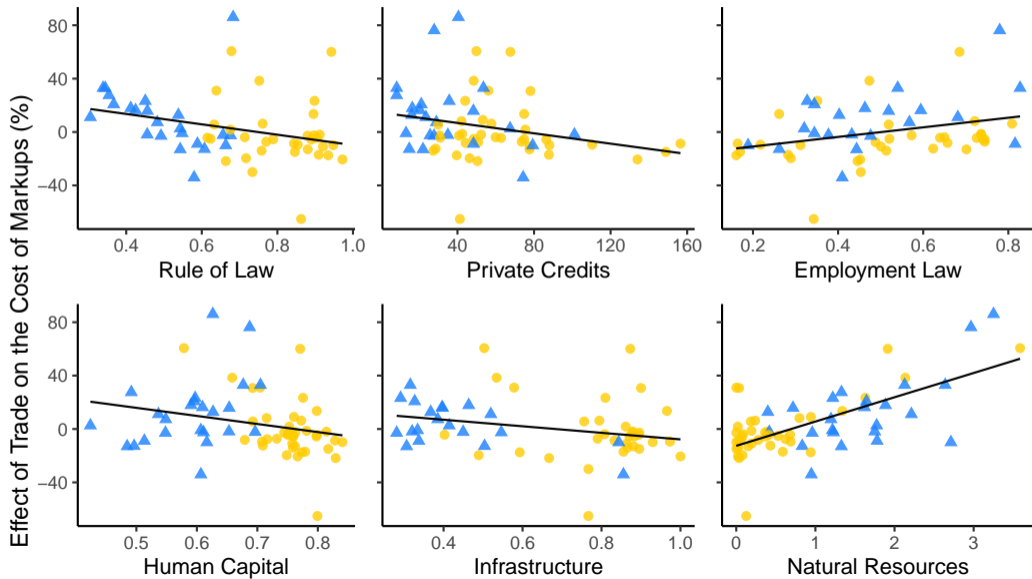 Effect of Trade on the Cost of Markups (%)
80
40
0
−40
0.4 0.6 0.8 1.0
Rule of Law
40 80 120 160
Private Credits
0.2 0.4 0.6 0.8
Employment Law
80
40
0
−40
0.5 0.6 0.7 0.8
Human Capital
0.4 0.6 0.8 1.0
Infrastructure
0 1 2 3
Natural Resources